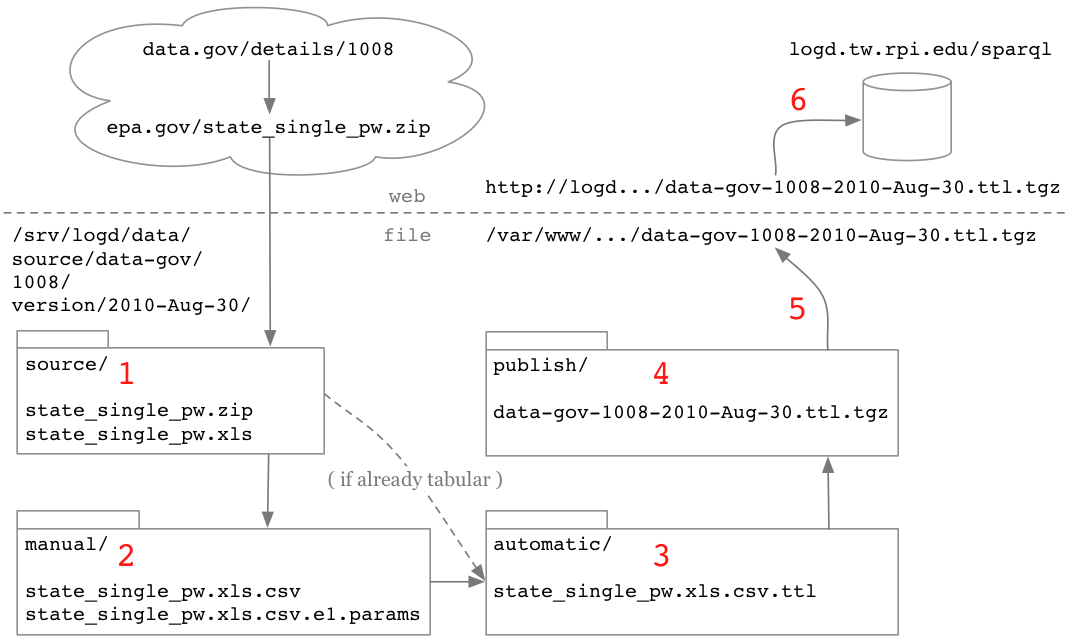 data.gov/details/1008
epa.gov/state_single_pw.zip
logd.tw.rpi.edu/sparql
6
http://logd.../data-gov-1008-2010-Aug-30.ttl.tgz
web
file
/srv/logd/data/
source/data-gov/
1008/
version/2010-Aug-30/
/var/www/.../data-gov-1008-2010-Aug-30.ttl.tgz
5
source/ 1
state_single_pw.zip
state_single_pw.xls
publish/ 4
data-gov-1008-2010-Aug-30.ttl.tgz
( if already tabular )
manual/ 2
state_single_pw.xls.csv
state_single_pw.xls.csv.e1.params
automatic/ 3
state_single_pw.xls.csv.ttl